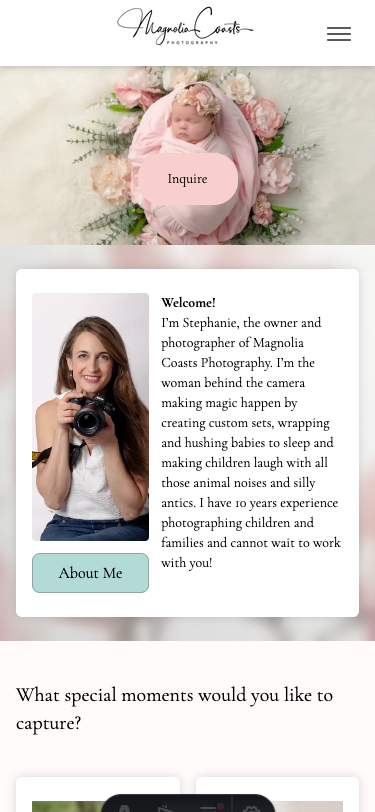 Magnolia Coasts
PHOTOGRAPHY
Inquire
Welcome!
I'm Stephanie, the owner and
photographer of Magnolia
Coasts Photography. I'm the
woman behind the camera
making magic happen by
creating custom sets, wrapping
and hushing babies to sleep and
making children laugh with all
those animal noises and silly
antics. I have 10 years experience
photographing children and
families and cannot wait to work
with you!
About Me
What special moments would you like to
capture?